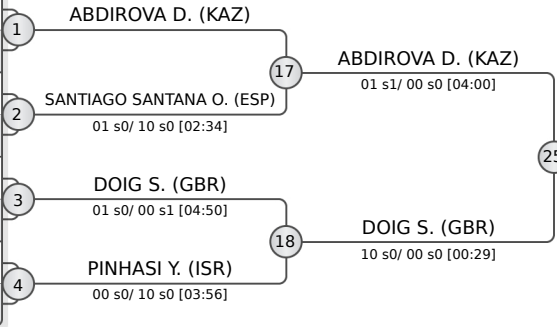 ABDIROVA D. (KAZ)
1
17
ABDIROVA D. (KAZ)
01 s1/ 00 s0 [04:00]
SANTIAGO SANTANA O. (ESP)
2
01 s0/ 10 s0 [02:34]
25
DOIG S. (GBR)
3
01 s0/ 00 s1 [04:50]
18
DOIG S. (GBR)
10 s0/ 00 s0 [00:29]
PINHASI Y. (ISR)
4
00 s0/ 10 s0 [03:56]